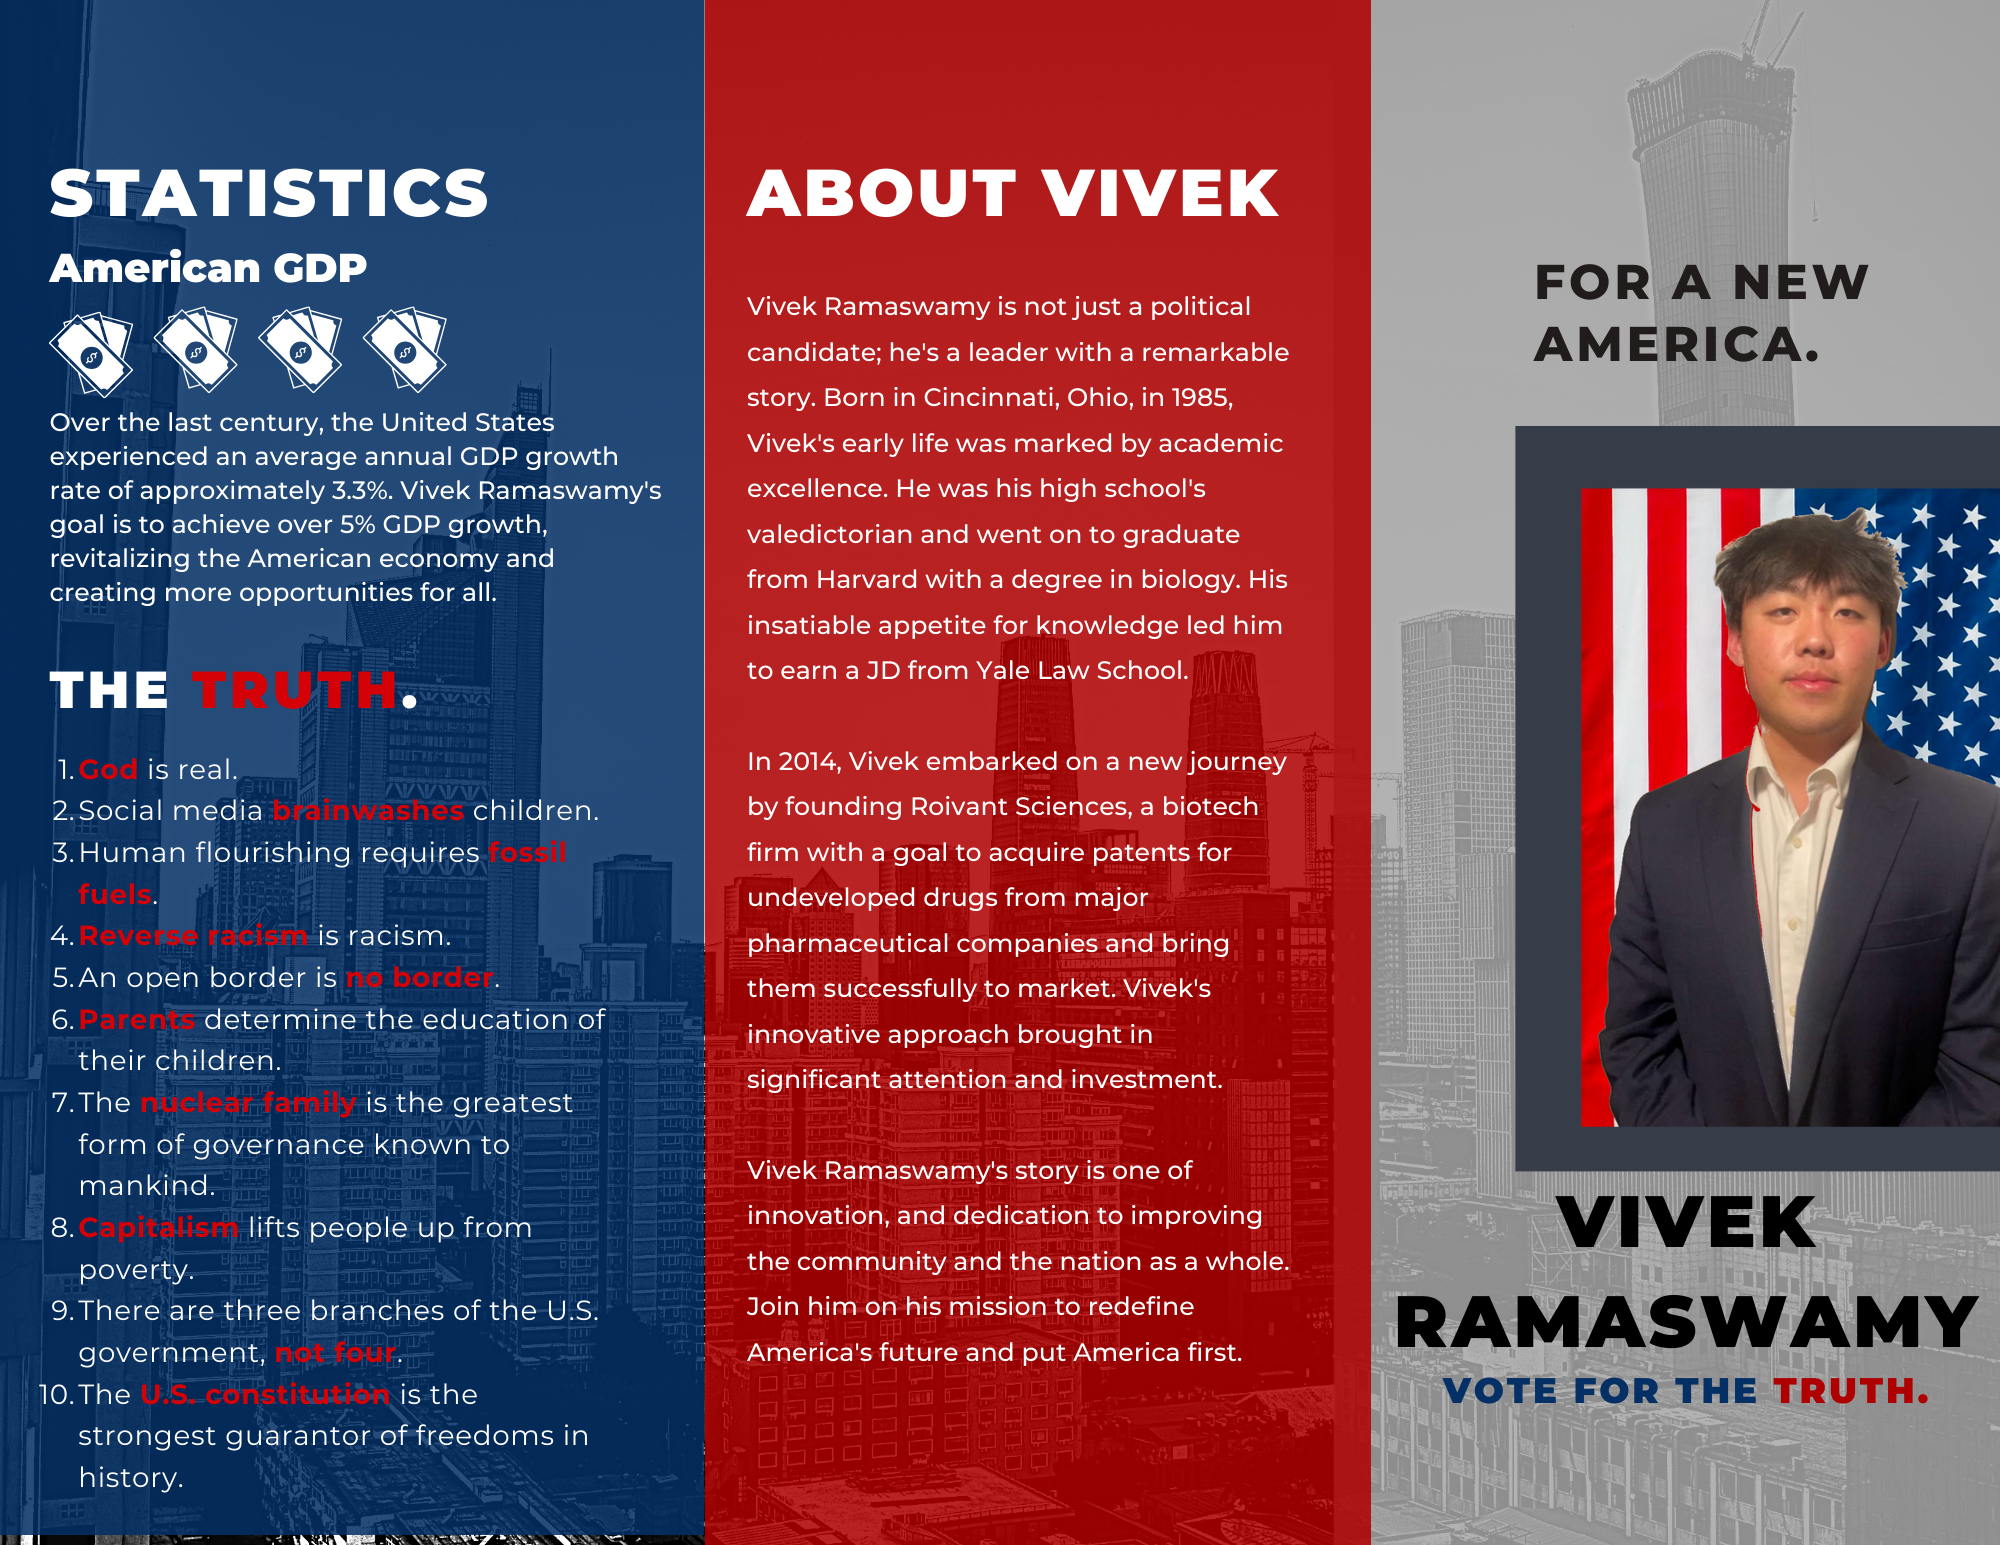 STATISTICS
American GDP
Over the last century, the United States
experienced an average annual GDP growth
rate of approximately 3.3%. Vivek Ramaswamy's
goal is to achieve over 5% GDP growth,
revitalizing the American economy and
creating more opportunities for all.
THE TRUTH.
1. God is real.
2. Social media brainwashes children.
3. Human flourishing requires fossil
fuels.
4. Reverse racism is racism.
5. An open border is no border.
6. Parents determine the education of
their children.
7. The nuclear family is the greatest
form of governance known to
mankind.
8. Capitalism lifts people up from
poverty.
9. There are three branches of the U.S.
government, not four.
10. The U.S. constitution is the
strongest guarantor of freedoms in
history.
ABOUT VIVEK
Vivek Ramaswamy is not just a political
candidate; he's a leader with a remarkable
story. Born in Cincinnati, Ohio, in 1985,
Vivek's early life was marked by academic
excellence. He was his high school's
valedictorian and went on to graduate
from Harvard with a degree in biology. His
insatiable appetite for knowledge led him
to earn a JD from Yale Law School.
In 2014, Vivek embarked on a new journey
by founding Roivant Sciences, a biotech
firm with a goal to acquire patents for
undeveloped drugs from major
pharmaceutical companies and bring
them successfully to market. Vivek's
innovative approach brought in
significant attention and investment.
Vivek Ramaswamy's story is one of
innovation, and dedication to improving
the community and the nation as a whole.
Join him on his mission to redefine
America's future and put America first.
FOR A NEW
AMERICA.
VIVEK
RAMASWAMY
VOTE FOR THE TRUTH.